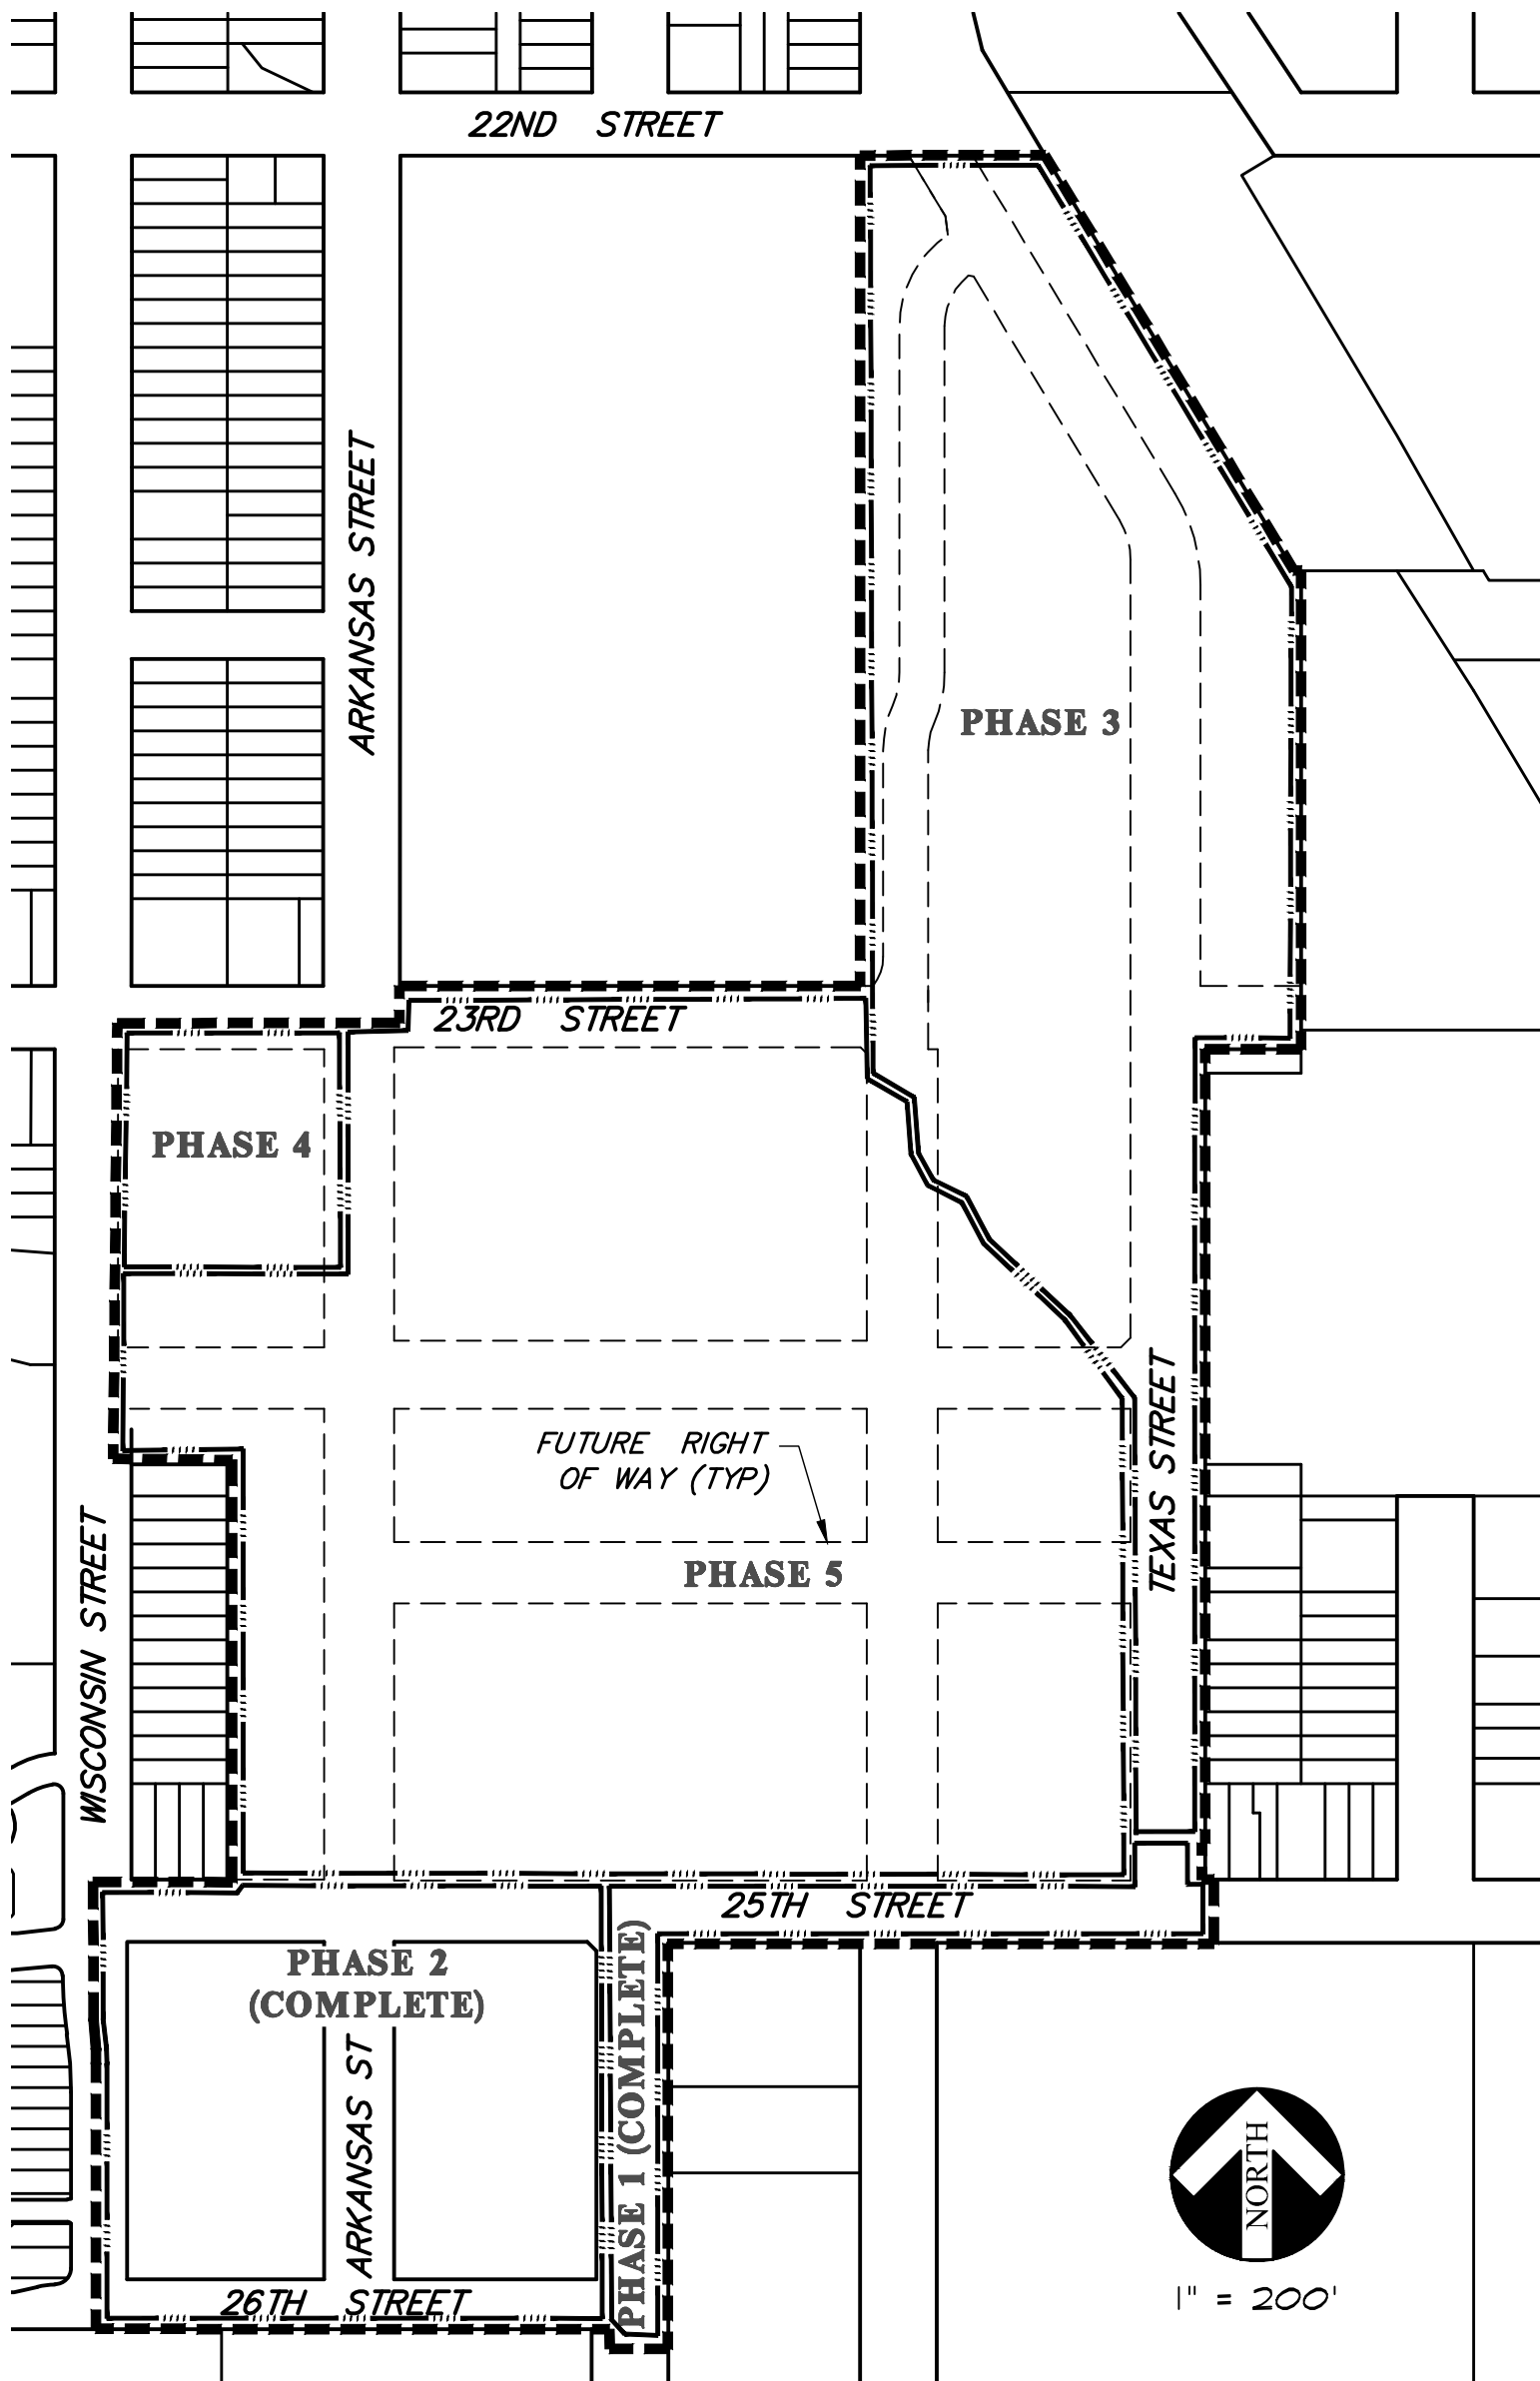 22ND STREET
ARKANSAS STREET
PHASE 3
23RD STREET
PHASE 4
FUTURE RIGHT
OF WAY (TYP)
TEXAS STREET
WISCONSIN STREET
PHASE 5
25TH STREET
PHASE 2
(COMPLETE)
PHASE 1 (COMPLETE)
ARKANSAS ST
26TH STREET
NORTH
1" = 200'